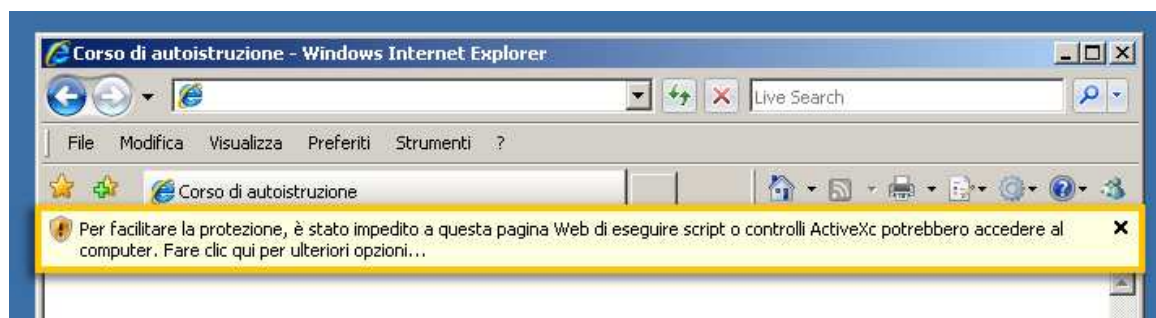 Corso di autoistruzione - Windows Internet Explorer
Live Search
File Modifica Visualizza Preferiti Strumenti ?
Corso di autoistruzione
Per facilitare la protezione, è stato impedito a questa pagina Web di eseguire script o controlli ActiveXc potrebbero accedere al
computer. Fare clic qui per ulteriori opzioni...